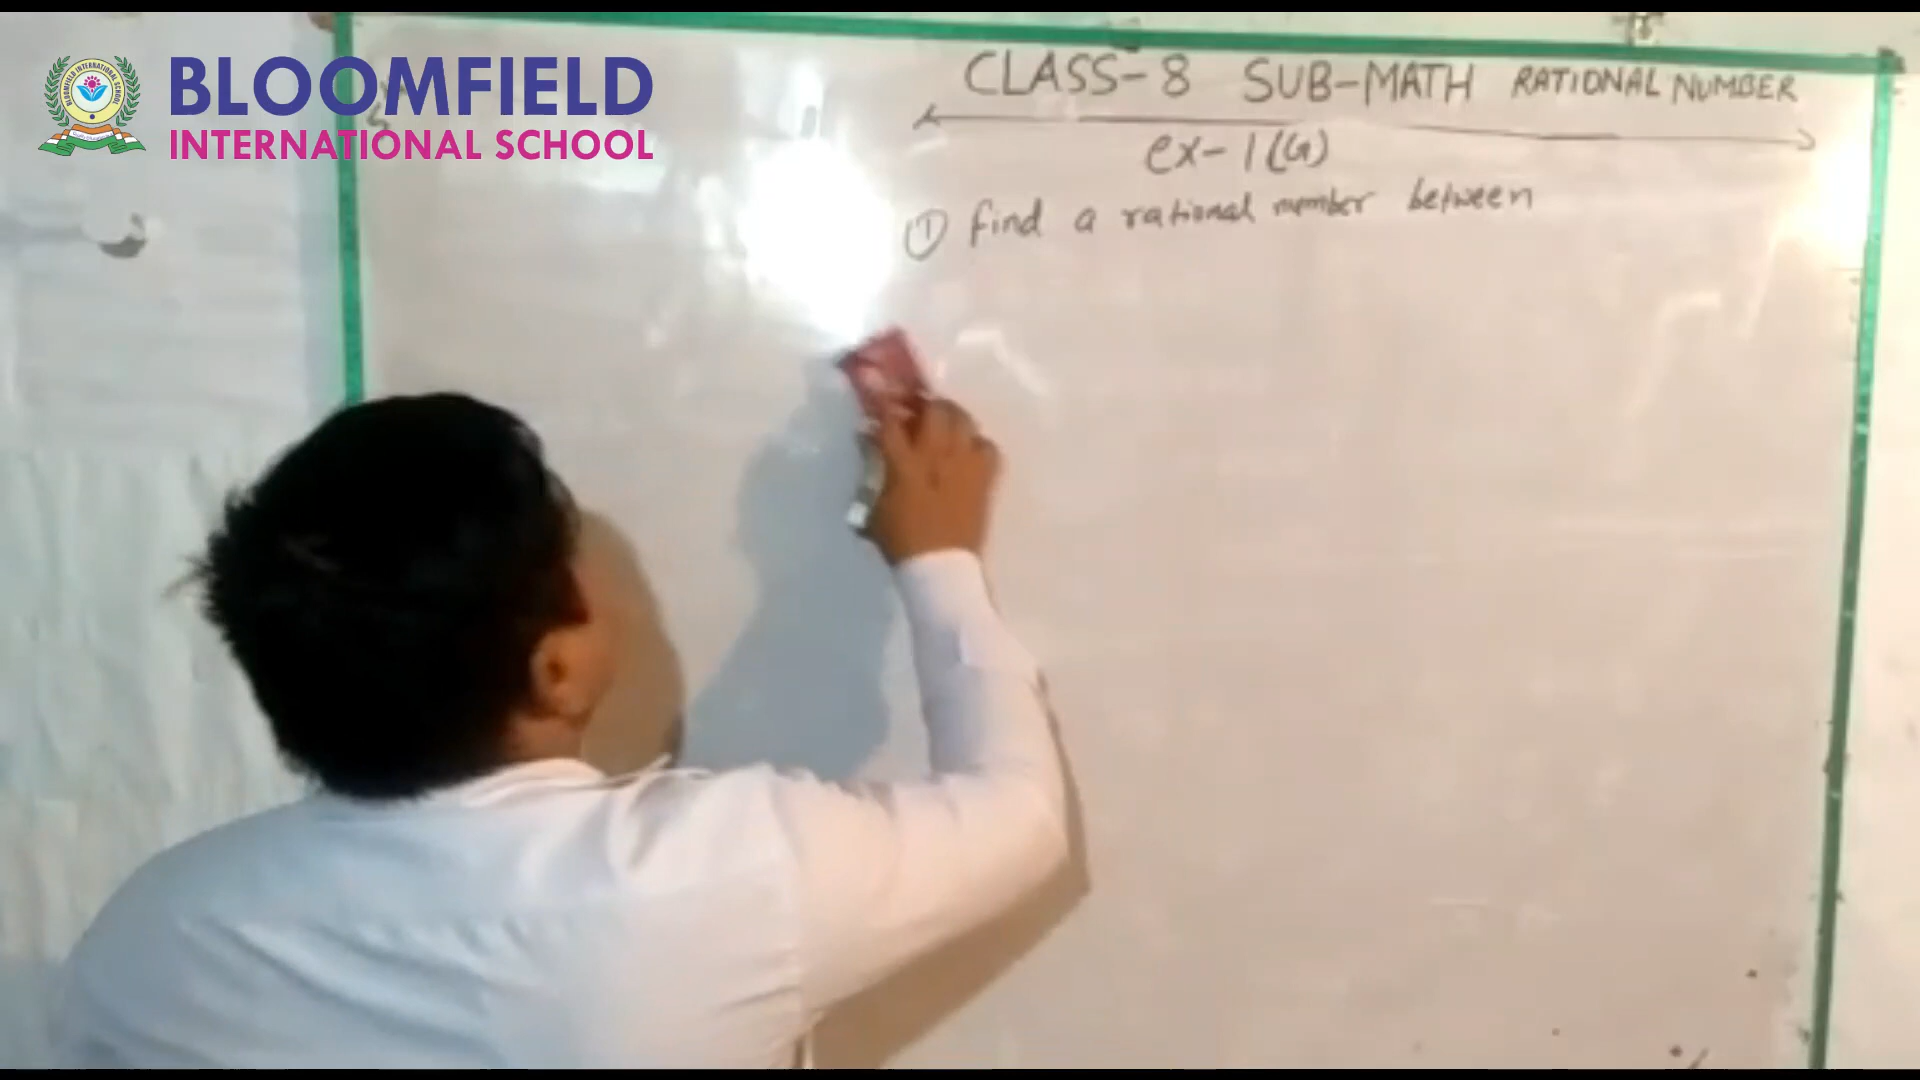 BLOOMFIELD
INTERNATIONAL SCHOOL
CLASS-8 SUB-MATH RATIONAL NUMBER
ex-1(G)
① find a rational number between